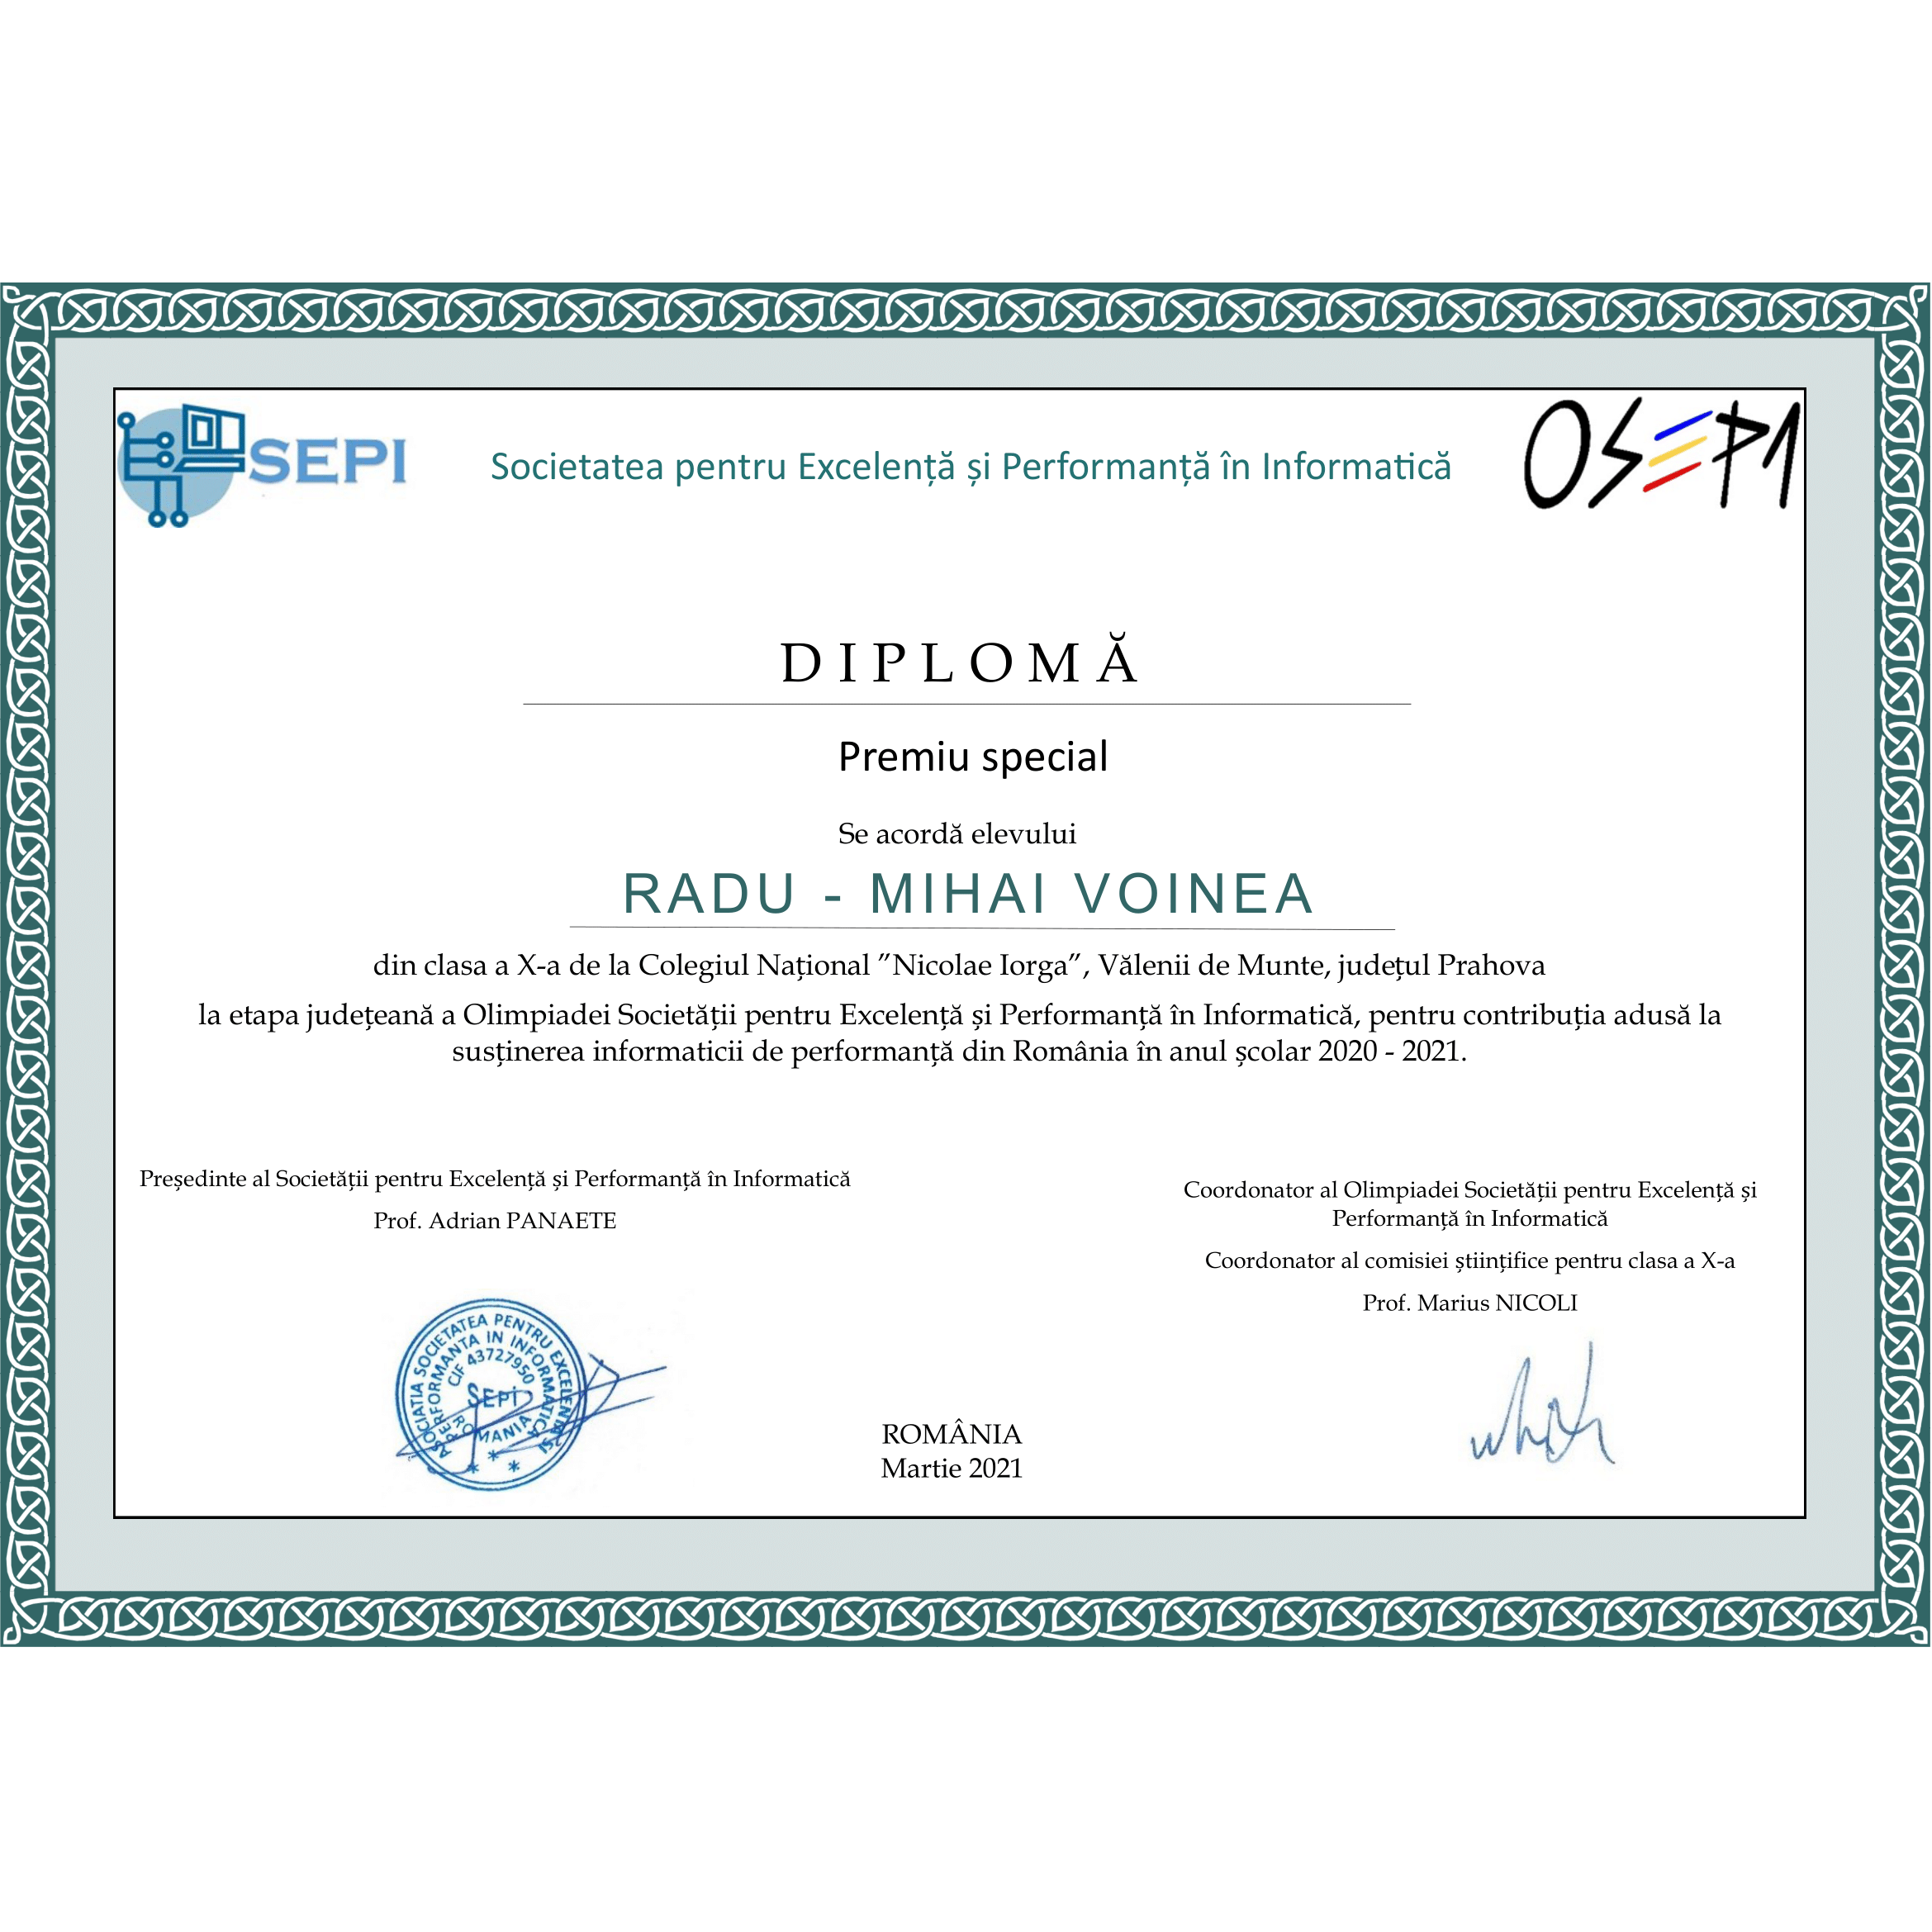 SEPI
Societatea pentru Excelență și Performanță în Informatică
OSEPI
DIPLOMĂ
Premiu special
Se acordă elevului
RADU - MIHAI VOINEA
din clasa a X-a de la Colegiul Național ”Nicolae Iorga”, Vălenii de Munte, județul Prahova
la etapa județeană a Olimpiadei Societății pentru Excelență și Performanță în Informatică, pentru contribuția adusă la
susținerea informaticii de performanță din România în anul școlar 2020 - 2021.
Președinte al Societății pentru Excelență și Performanță în Informatică
Prof. Adrian PANAETE
Coordonator al Olimpiadei Societății pentru Excelență și
Performanță în Informatică
Coordonator al comisiei științifice pentru clasa a X-a
Prof. Marius NICOLI
ASOCIATIA SOCIETATEA PENTRU EXCELENTA SI
PERFORMANTA IN INFORMATICA
CIF 43727950
SEPI
ROMANIA
ROMÂNIA
Martie 2021